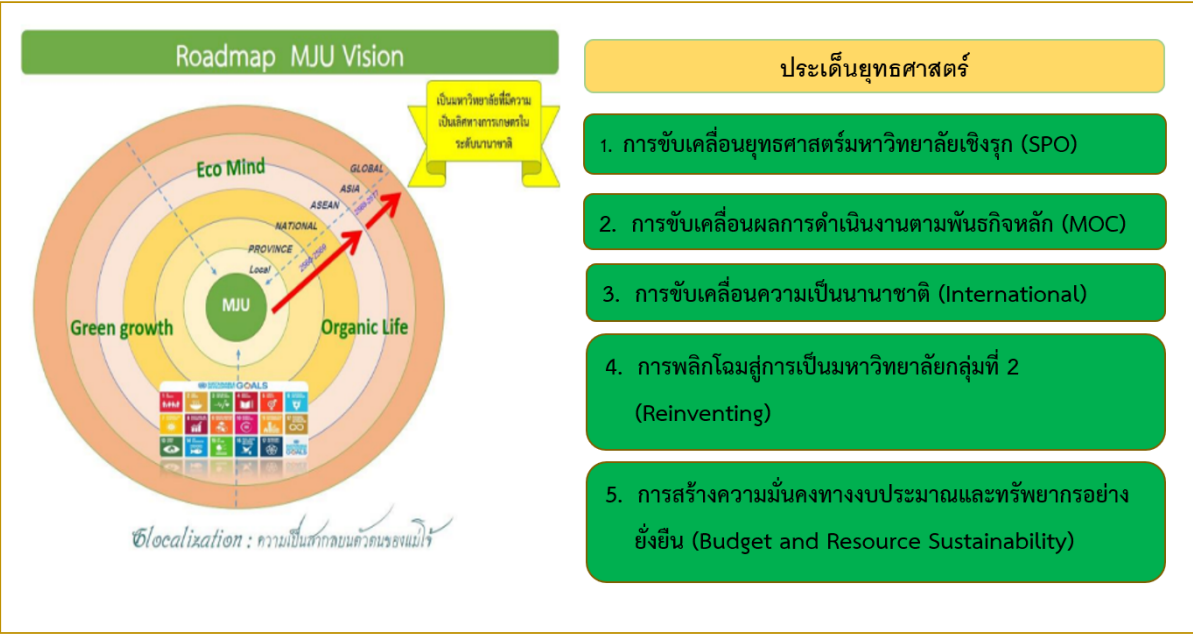 Roadmap MJU Vision
เป็นมหาวิทยาลัยที่มีความ
เป็นเลิศทางการเกษตรใน
ระดับนานาชาติ
Eco Mind
GLOBAL
ASIA
ASEAN
NATIONAL
PROVINCE
Local
MJU
Green growth
Organic Life
GOALS
Glocalization : ความเป็นสากลบนตัวตนของแม่โจ้
ประเด็นยุทธศาสตร์
1. การขับเคลื่อนยุทธศาสตร์มหาวิทยาลัยเชิงรุก (SPO)
2. การขับเคลื่อนผลการดำเนินงานตามพันธกิจหลัก (MOC)
3. การขับเคลื่อนความเป็นนานาชาติ (International)
4. การพลิกโฉมสู่การเป็นมหาวิทยาลัยกลุ่มที่ 2
(Reinventing)
5. การสร้างความมั่นคงทางงบประมาณและทรัพยากรอย่าง
ยั่งยืน (Budget and Resource Sustainability)